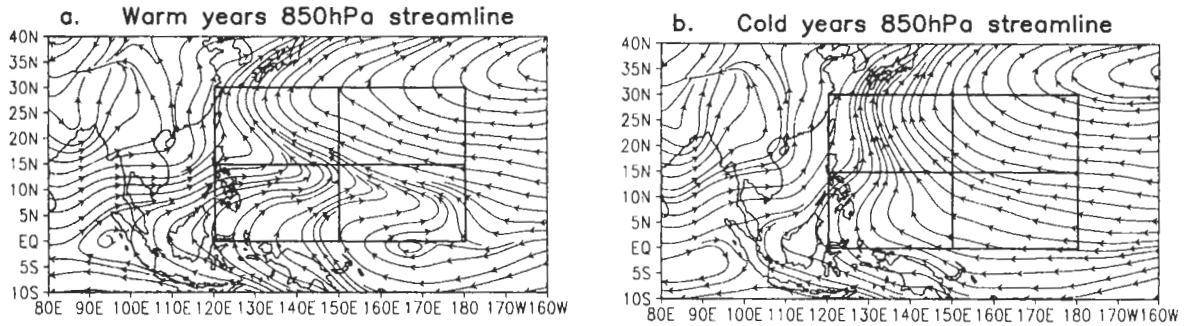 a. Warm years 850hPa streamline
40N
35N
30N
25N
20N
15N
10N
5N
EQ
5S
10S
80E 90E 100E 110E 120E 130E 140E 150E 160E 170E 180 170W 160W
b. Cold years 850hPa streamline
40N
35N
30N
25N
20N
15N
10N
5N
EQ
5S
10S
80E 90E 100E 110E 120E 130E 140E 150E 160E 170E 180 170W 160W